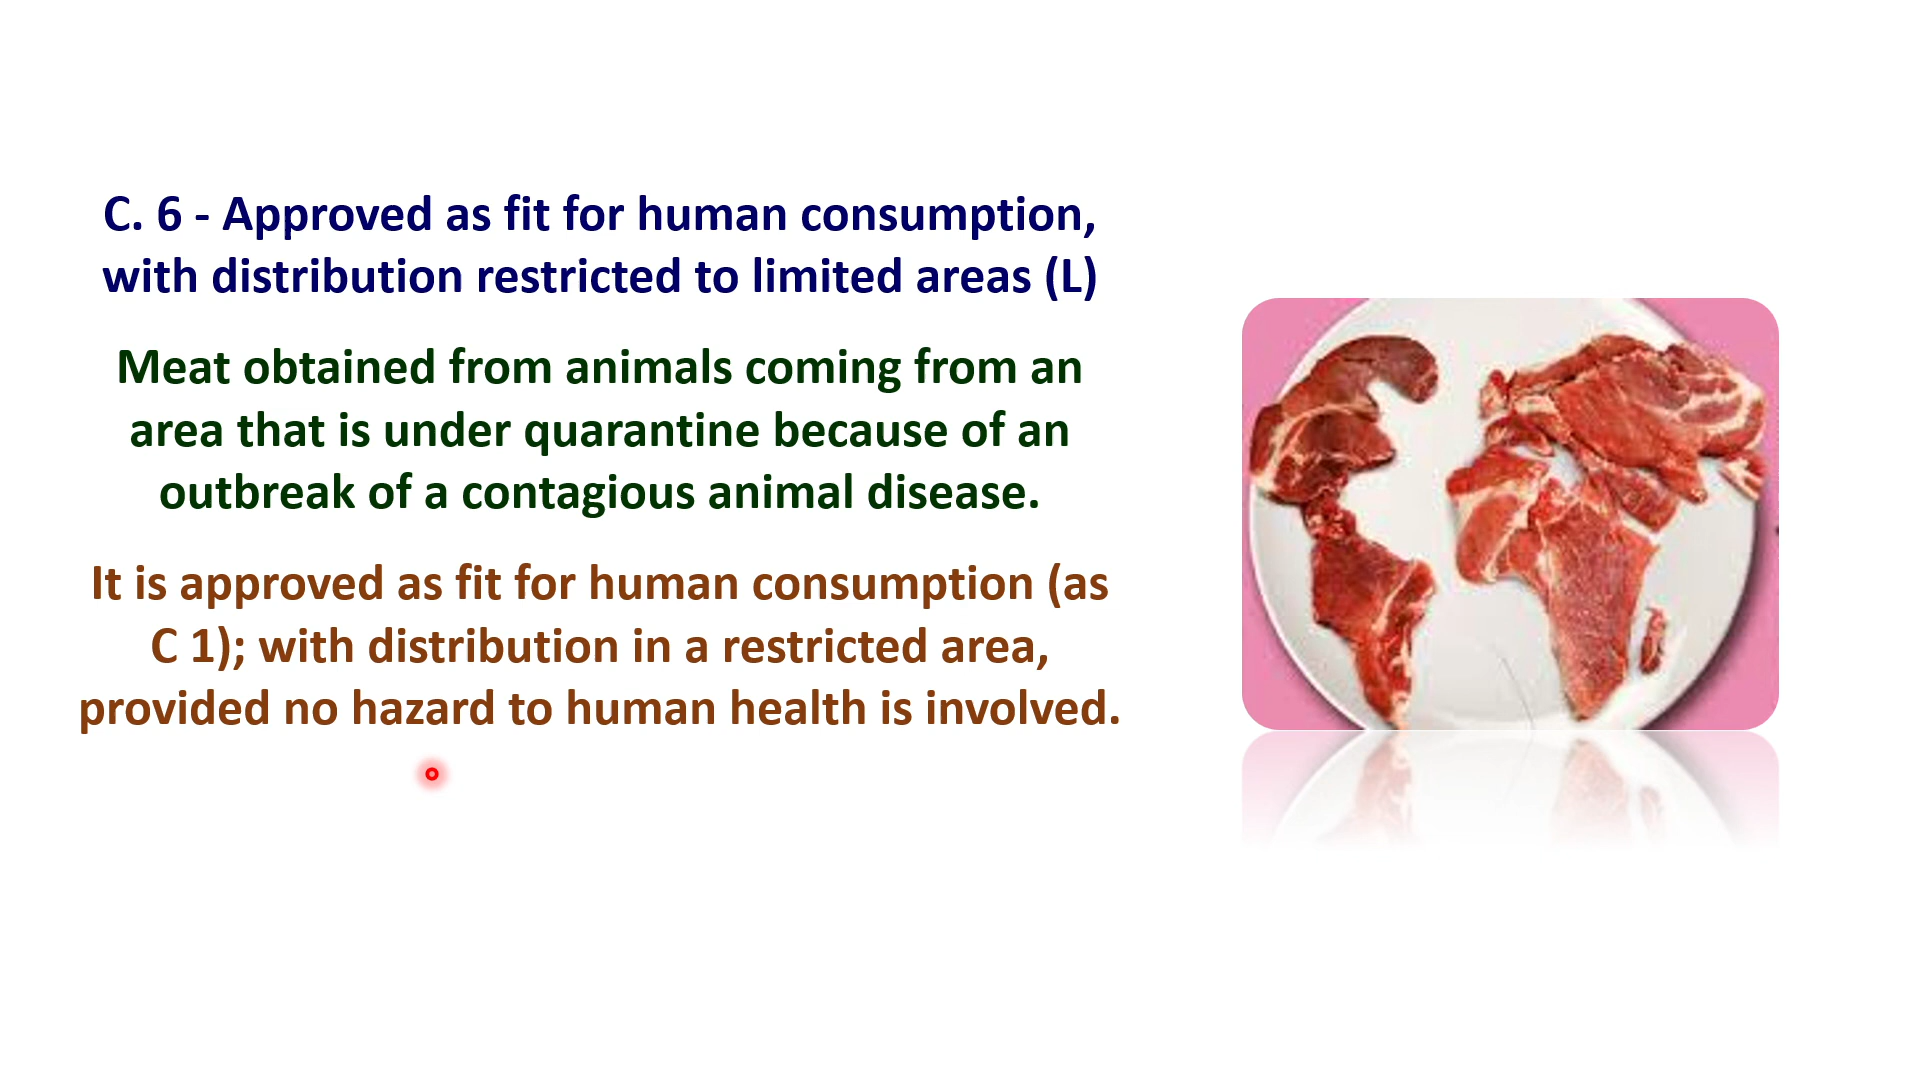 C. 6 - Approved as fit for human consumption,
with distribution restricted to limited areas (L)
Meat obtained from animals coming from an
area that is under quarantine because of an
outbreak of a contagious animal disease.
It is approved as fit for human consumption (as
C 1); with distribution in a restricted area,
provided no hazard to human health is involved.